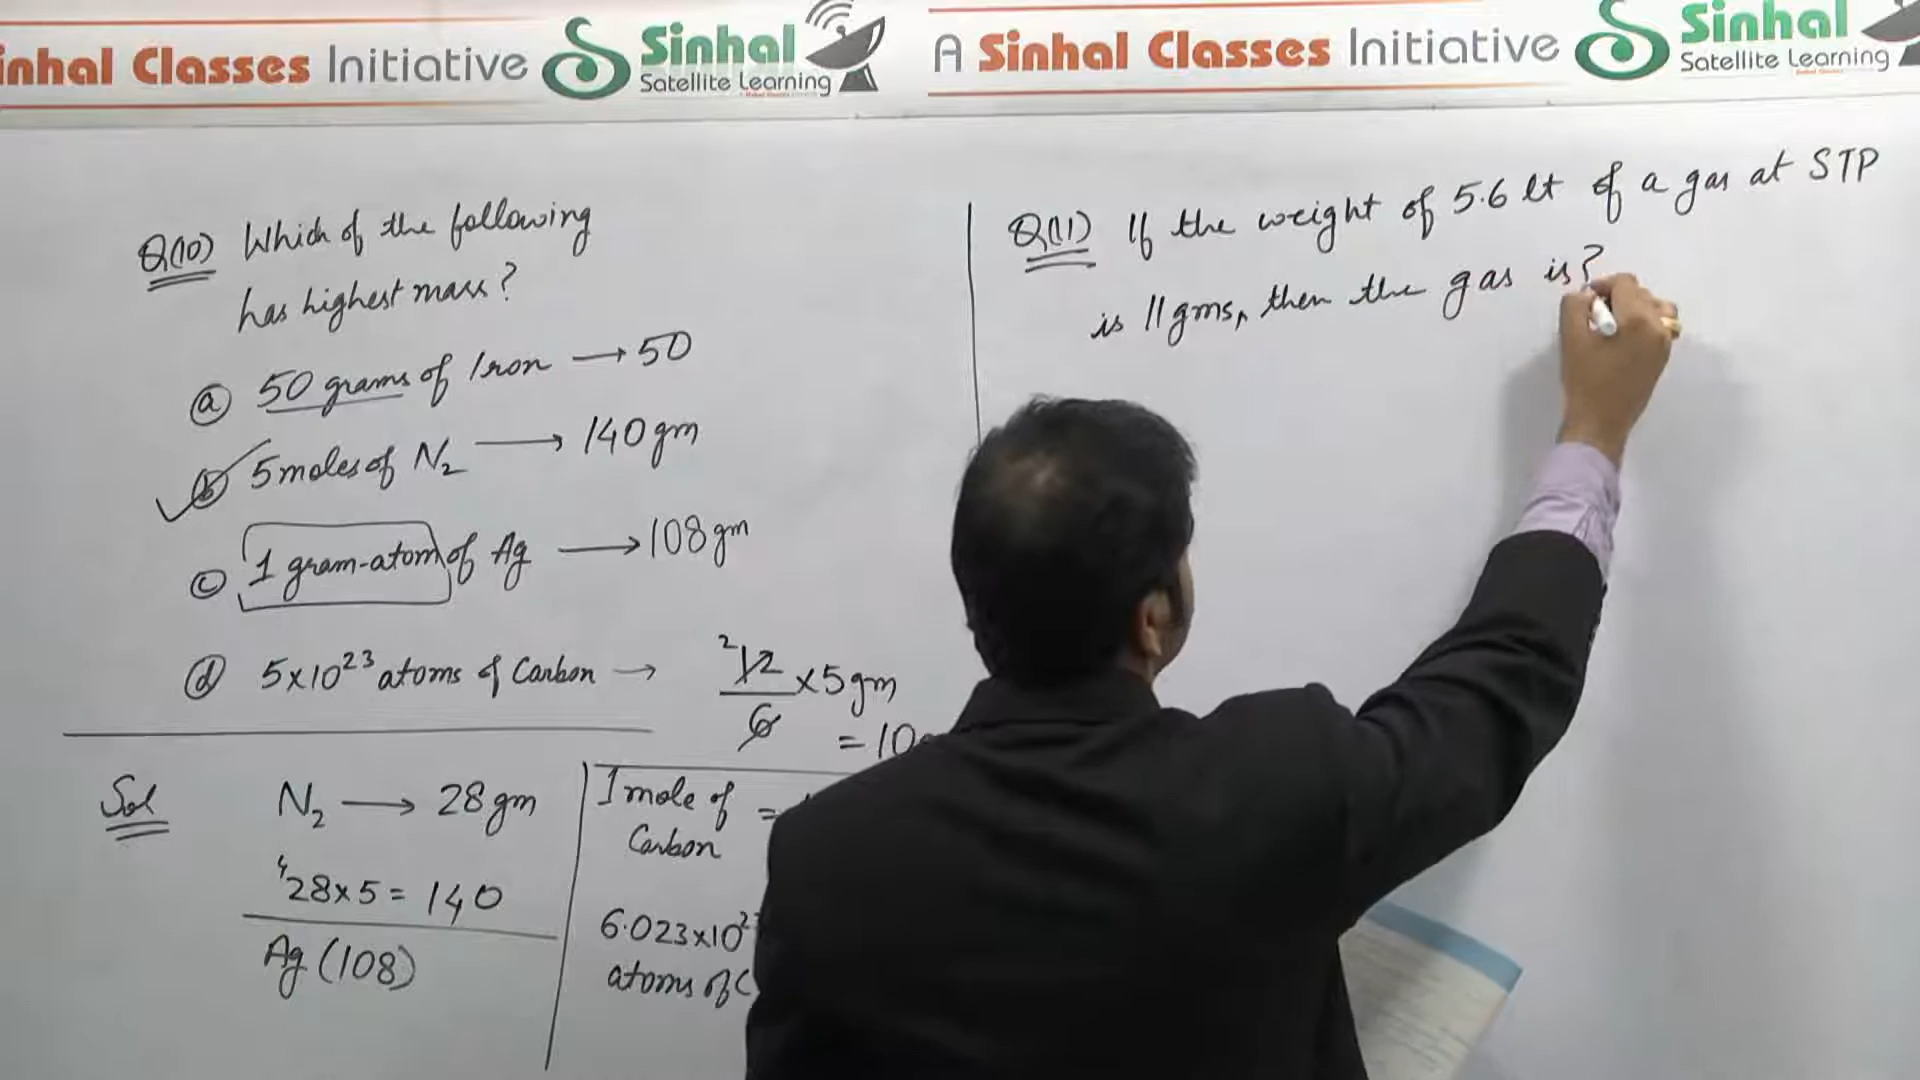 inhal Classes Initiative
Sinhal
Satellite Learning
A Sinhal Classes Initiative
Sinhal
Satellite Learning
Q(10) Which of the following
has highest mass?
(a) 50 grams of Iron → 50
(b) 5 moles of N₂ → 140 gm
(c) 1 gram-atom of Ag → 108 gm
(d) 5×10²³ atoms of Carbon → 12/6 ×5 gm
2
= 10
Sol
N₂ → 28 gm
4
28×5 = 140
Ag (108)
1 mole of =
Carbon
6.023×10²³
atoms of C
Q(11) If the weight of 5.6 lt of a gas at STP
is 11 gms, then the gas is?